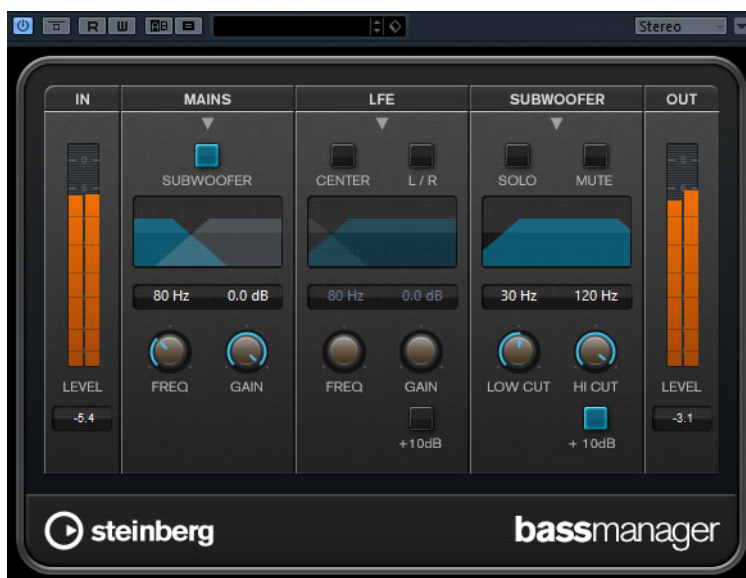 R W AB Stereo
IN MAINS LFE SUBWOOFER OUT
SUBWOOFER CENTER L / R SOLO MUTE
80 Hz 0.0 dB 80 Hz 0.0 dB 30 Hz 120 Hz
FREQ GAIN FREQ GAIN LOW CUT HI CUT
LEVEL LEVEL
-5.4 -3.1
+10dB + 10dB
steinberg bassmanager